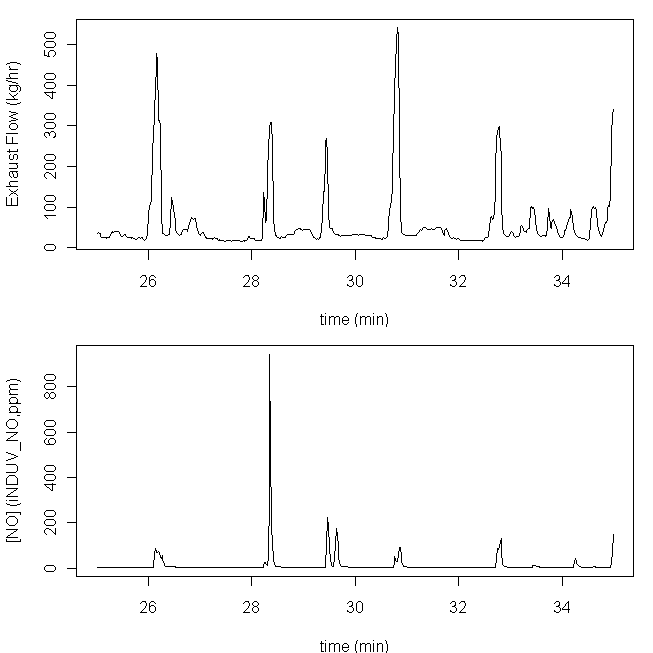 Exhaust Flow (kg/hr)
0 100 200 300 400 500
26 28 30 32 34
time (min)
[NO] (iNDUV_NO,ppm)
0 200 400 600 800
26 28 30 32 34
time (min)